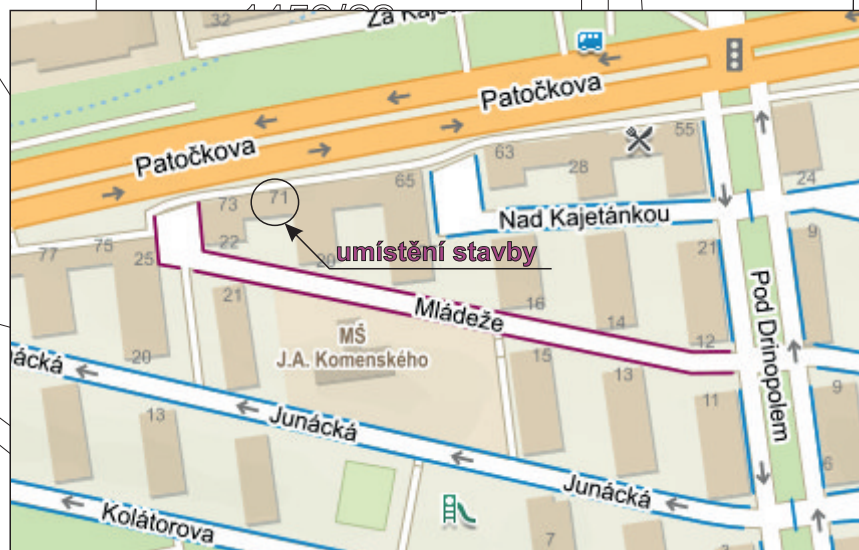 32
Za Kaje
Patočkova
55
Patočkova
63
28
24
65
71
73
Nad Kajetánkou
22
umístění stavby
21
9
77
75
25
20
21
16
Mládeže
14
12
Pod Drinopolem
MŠ
J.A. Komenského
15
13
9
ácká
20
11
13
Junácká
6
Junácká
Kolátorova
7